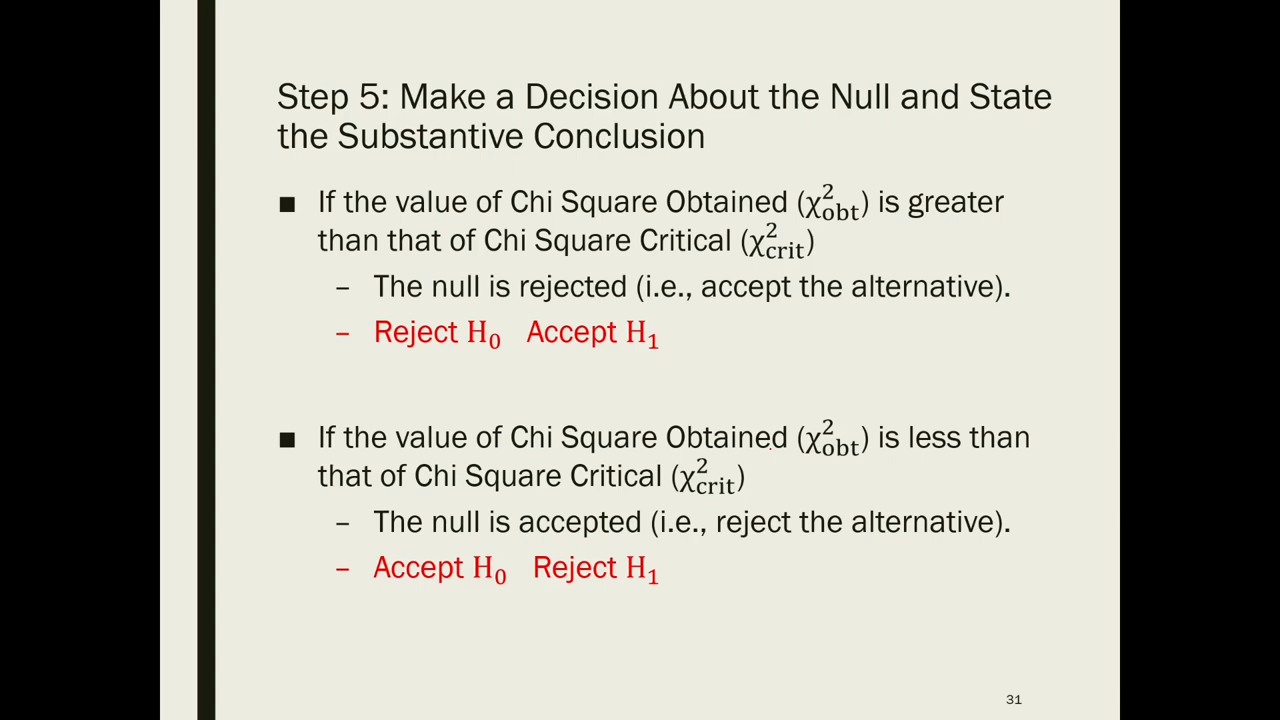 Step 5: Make a Decision About the Null and State
the Substantive Conclusion
■ If the value of Chi Square Obtained (χ²obt) is greater
than that of Chi Square Critical (χ²crit)
– The null is rejected (i.e., accept the alternative).
– Reject H₀ Accept H₁
■ If the value of Chi Square Obtained (χ²obt) is less than
that of Chi Square Critical (χ²crit)
– The null is accepted (i.e., reject the alternative).
– Accept H₀ Reject H₁
31